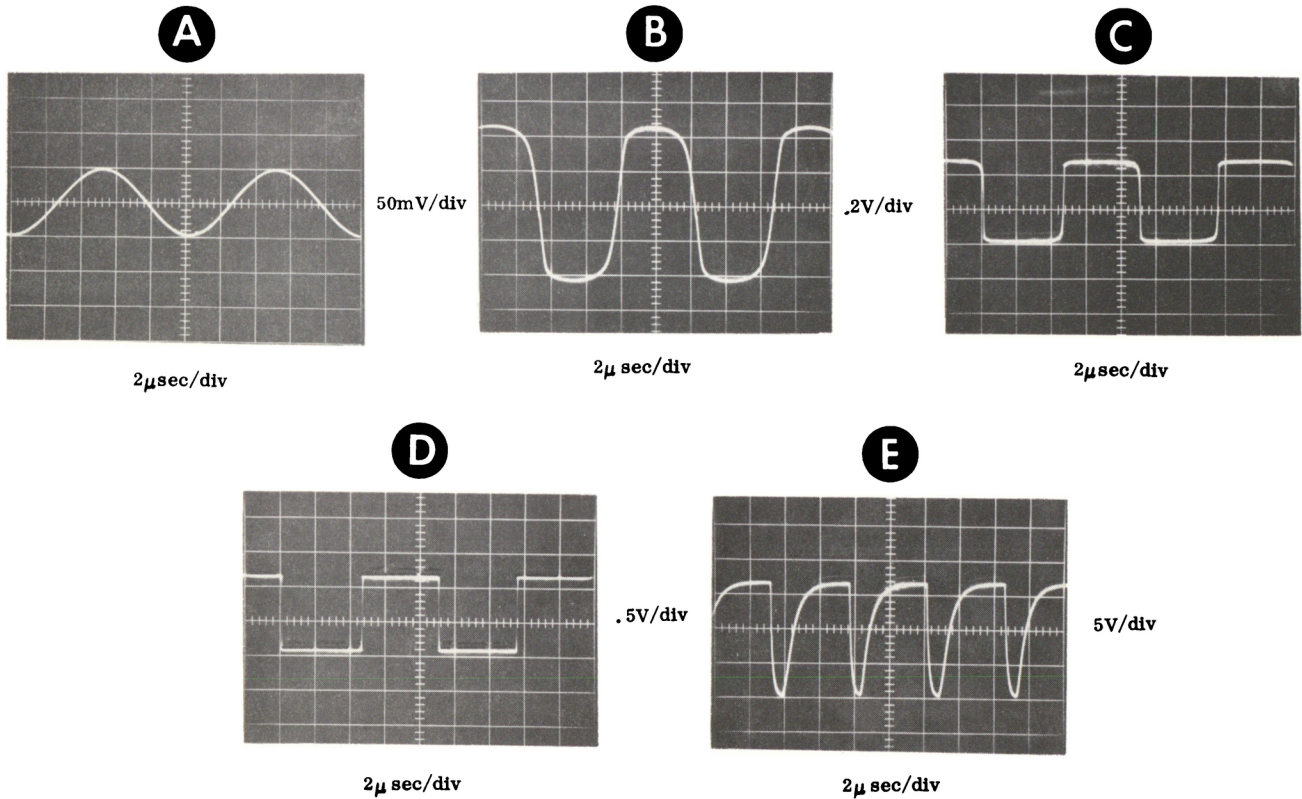 A
B
C
50mV/div
.2V/div
2μsec/div
2μ sec/div
2μsec/div
D
E
.5V/div
5V/div
2μ sec/div
2μ sec/div